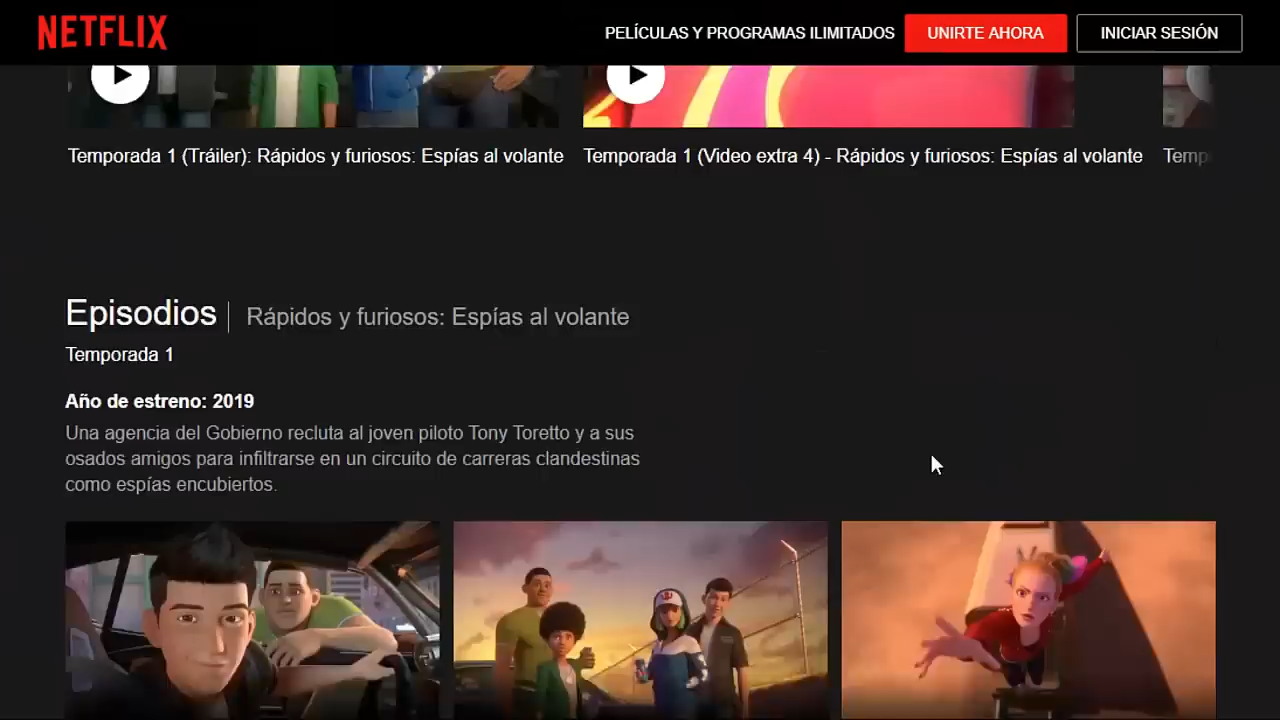 NETFLIX
PELÍCULAS Y PROGRAMAS ILIMITADOS
UNIRTE AHORA
INICIAR SESIÓN
Temporada 1 (Tráiler): Rápidos y furiosos: Espías al volante
Temporada 1 (Video extra 4) - Rápidos y furiosos: Espías al volante
Episodios
Rápidos y furiosos: Espías al volante
Temporada 1
Año de estreno: 2019
Una agencia del Gobierno recluta al joven piloto Tony Toretto y a sus
osados amigos para infiltrarse en un circuito de carreras clandestinas
como espías encubiertos.